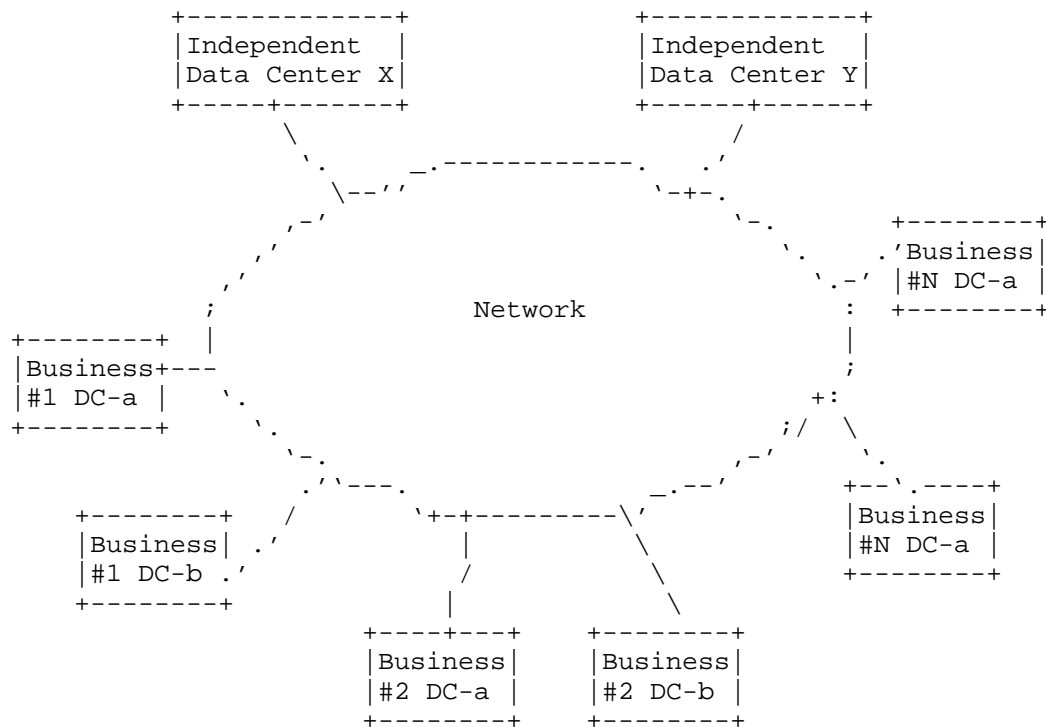 Independent
Data Center X
Independent
Data Center Y
Business
#N DC-a
Network
Business
#1 DC-a
Business
#1 DC-b
Business
#N DC-a
Business
#2 DC-a
Business
#2 DC-b